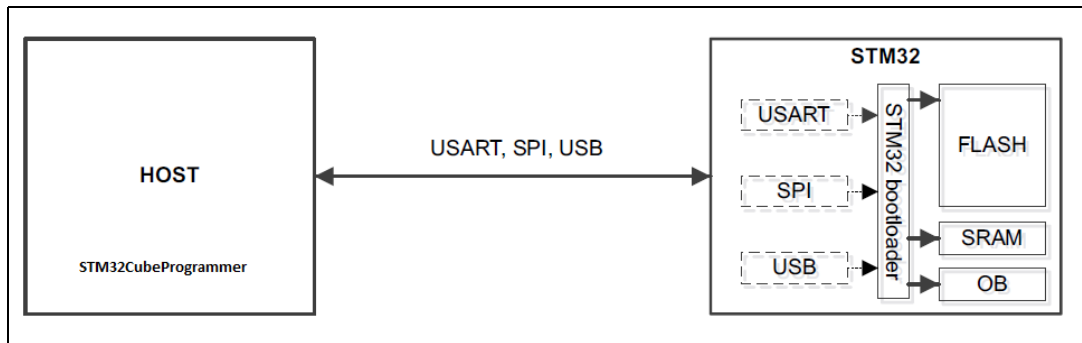 HOST
STM32CubeProgrammer
USART, SPI, USB
STM32
USART
SPI
USB
STM32 bootloader
FLASH
SRAM
OB